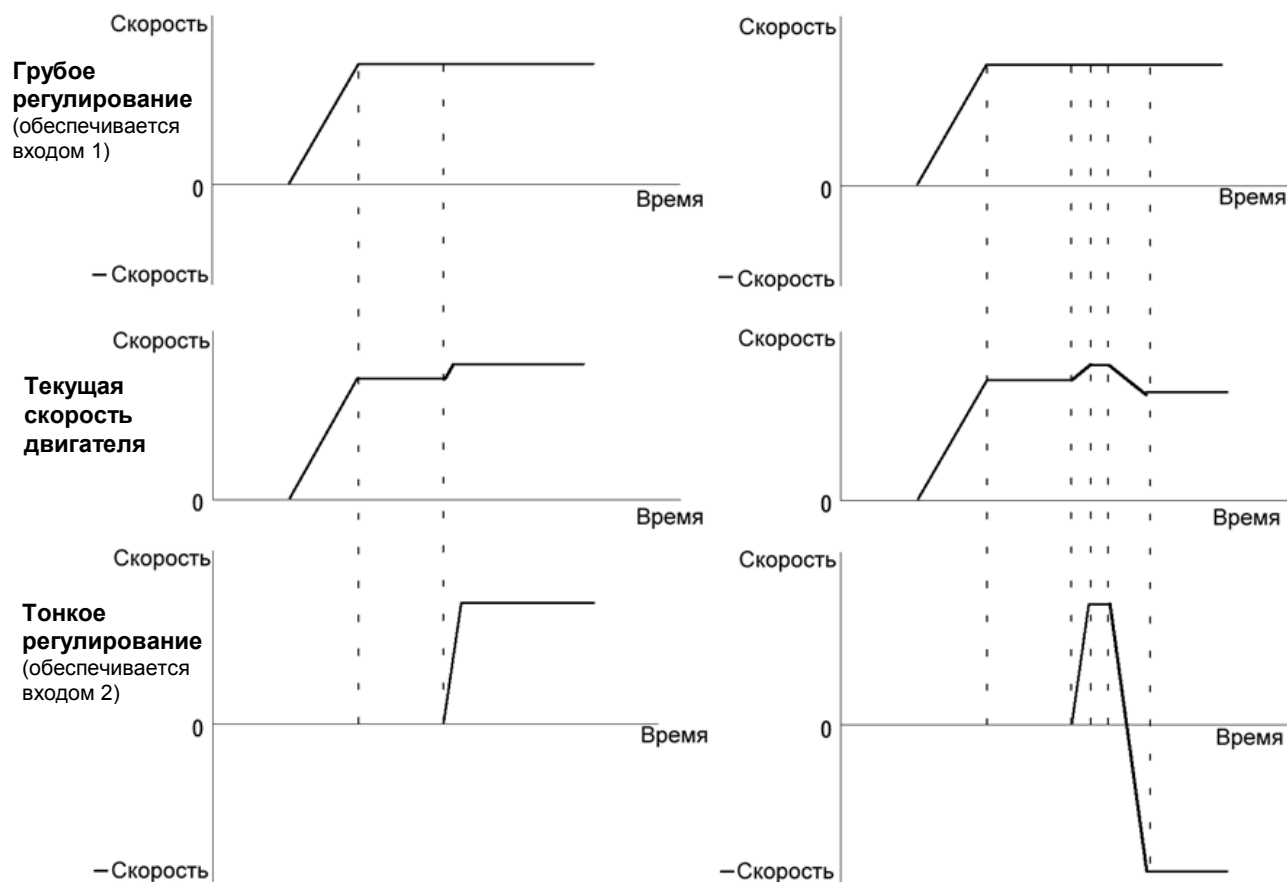 Скорость
Грубое
регулирование
(обеспечивается
входом 1)
0
Время
– Скорость
Скорость
0
Время
– Скорость
Скорость
Текущая
скорость
двигателя
0
Время
Скорость
0
Время
Скорость
Тонкое
регулирование
(обеспечивается
входом 2)
0
Время
– Скорость
Скорость
0
Время
– Скорость